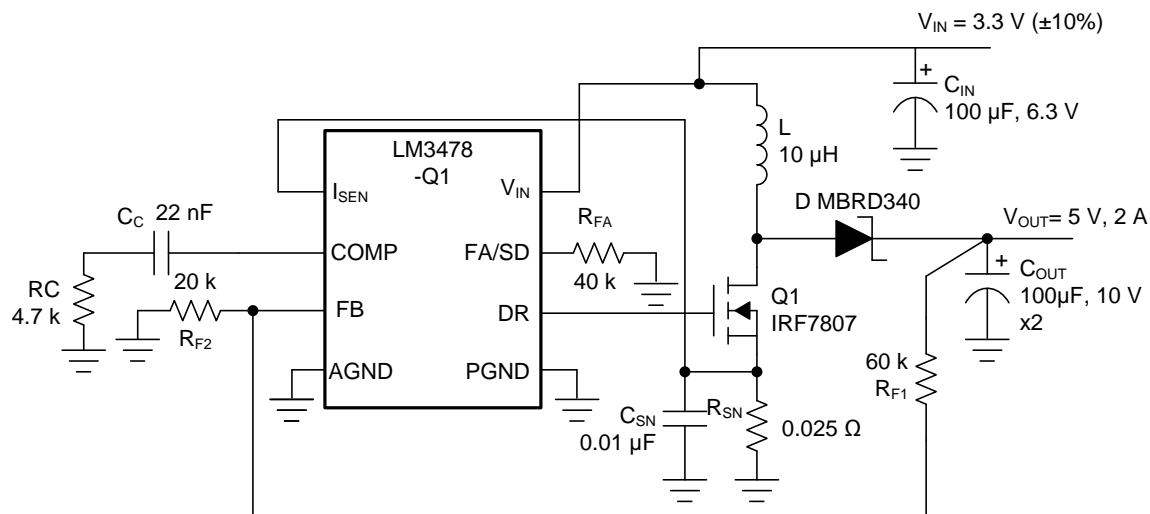 V_IN = 3.3 V (±10%)
C_IN
100 µF, 6.3 V
L
10 µH
LM3478
-Q1
I_SEN
V_IN
D MBRD340
V_OUT= 5 V, 2 A
C_C 22 nF
R_FA
COMP
FA/SD
40 k
C_OUT
100µF, 10 V
x2
RC
4.7 k
20 k
R_F2
FB
DR
Q1
IRF7807
AGND
PGND
60 k
R_F1
C_SN
0.01 µF
R_SN
0.025 Ω